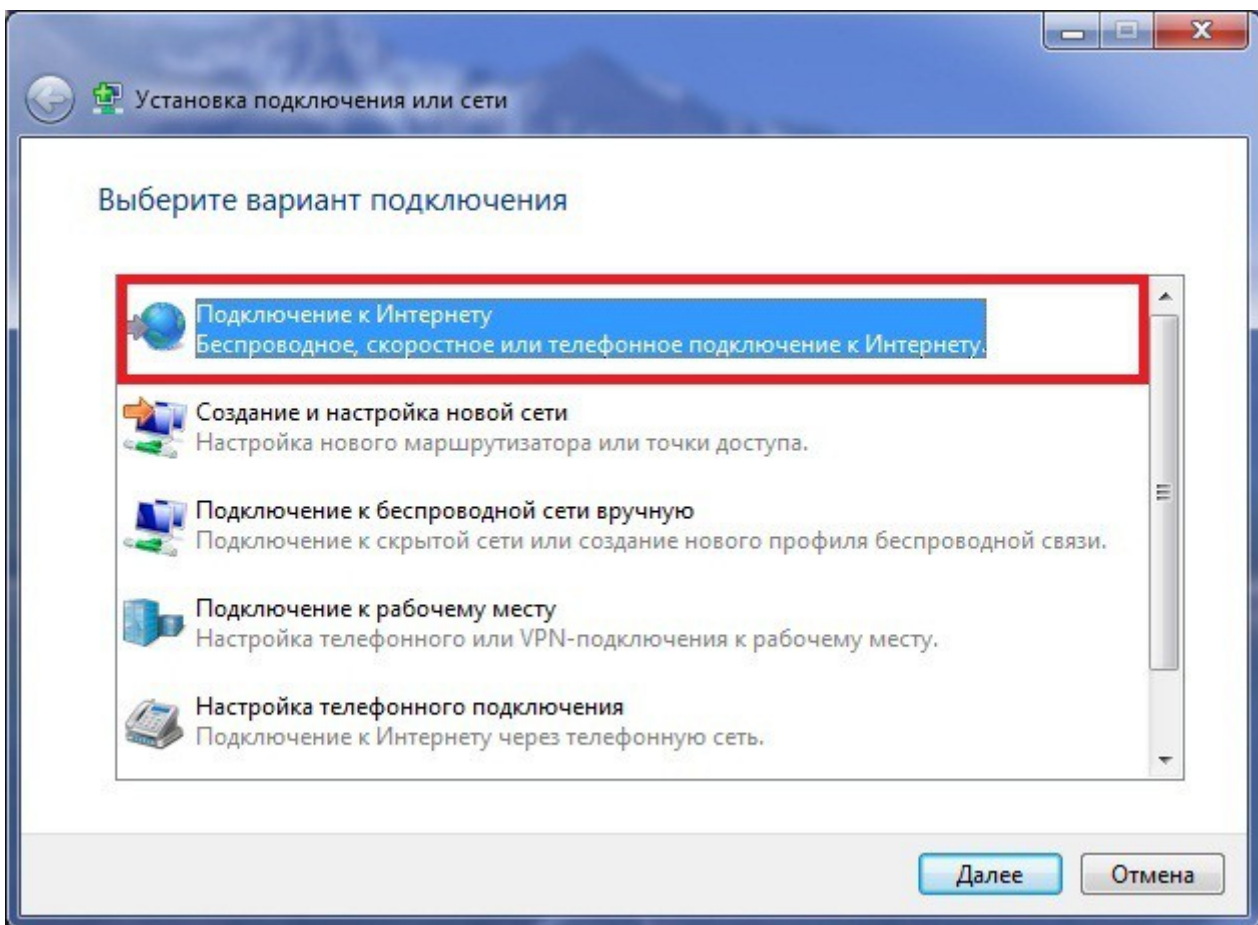 Установка подключения или сети
Выберите вариант подключения
Подключение к Интернету
Беспроводное, скоростное или телефонное подключение к Интернету.
Создание и настройка новой сети
Настройка нового маршрутизатора или точки доступа.
Подключение к беспроводной сети вручную
Подключение к скрытой сети или создание нового профиля беспроводной связи.
Подключение к рабочему месту
Настройка телефонного или VPN-подключения к рабочему месту.
Настройка телефонного подключения
Подключение к Интернету через телефонную сеть.
Далее Отмена